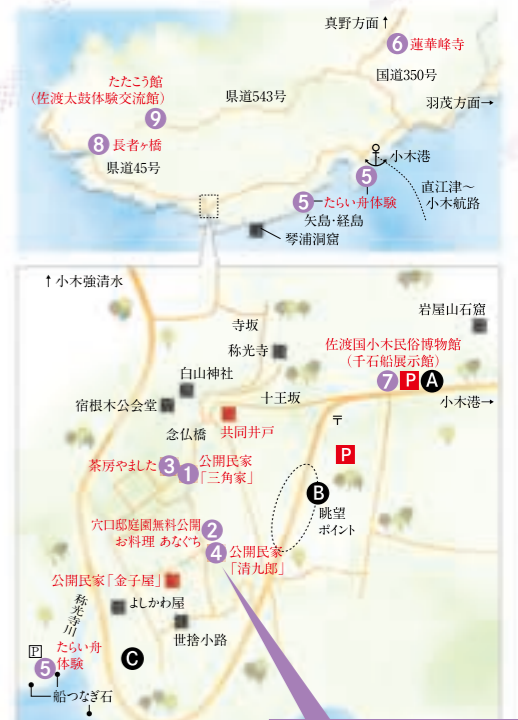 真野方面↑
6 蓮華峰寺
国道350号
たたこう館
(佐渡太鼓体験交流館)
9
県道543号
羽茂方面→
8 長者ヶ橋
県道45号
小木港
5
5 たらい舟体験
直江津〜
小木航路
矢島・経島
琴浦洞窟
↑小木強清水
岩屋山石窟
寺坂
称光寺
佐渡国小木民俗博物館
(千石船展示館)
7 P A
白山神社
十王坂
小木港→
宿根木公会堂
〒
念仏橋
共同井戸
P
茶房やました 3
1 公開民家
「三角家」
B
眺望
ポイント
穴口邸庭園無料公開
お料理 あなぐち
2
4 公開民家
「清九郎」
公開民家「金子屋」
よしかわ屋
称光寺川
世捨小路
P
たらい舟
体験
5
C
船つなぎ石